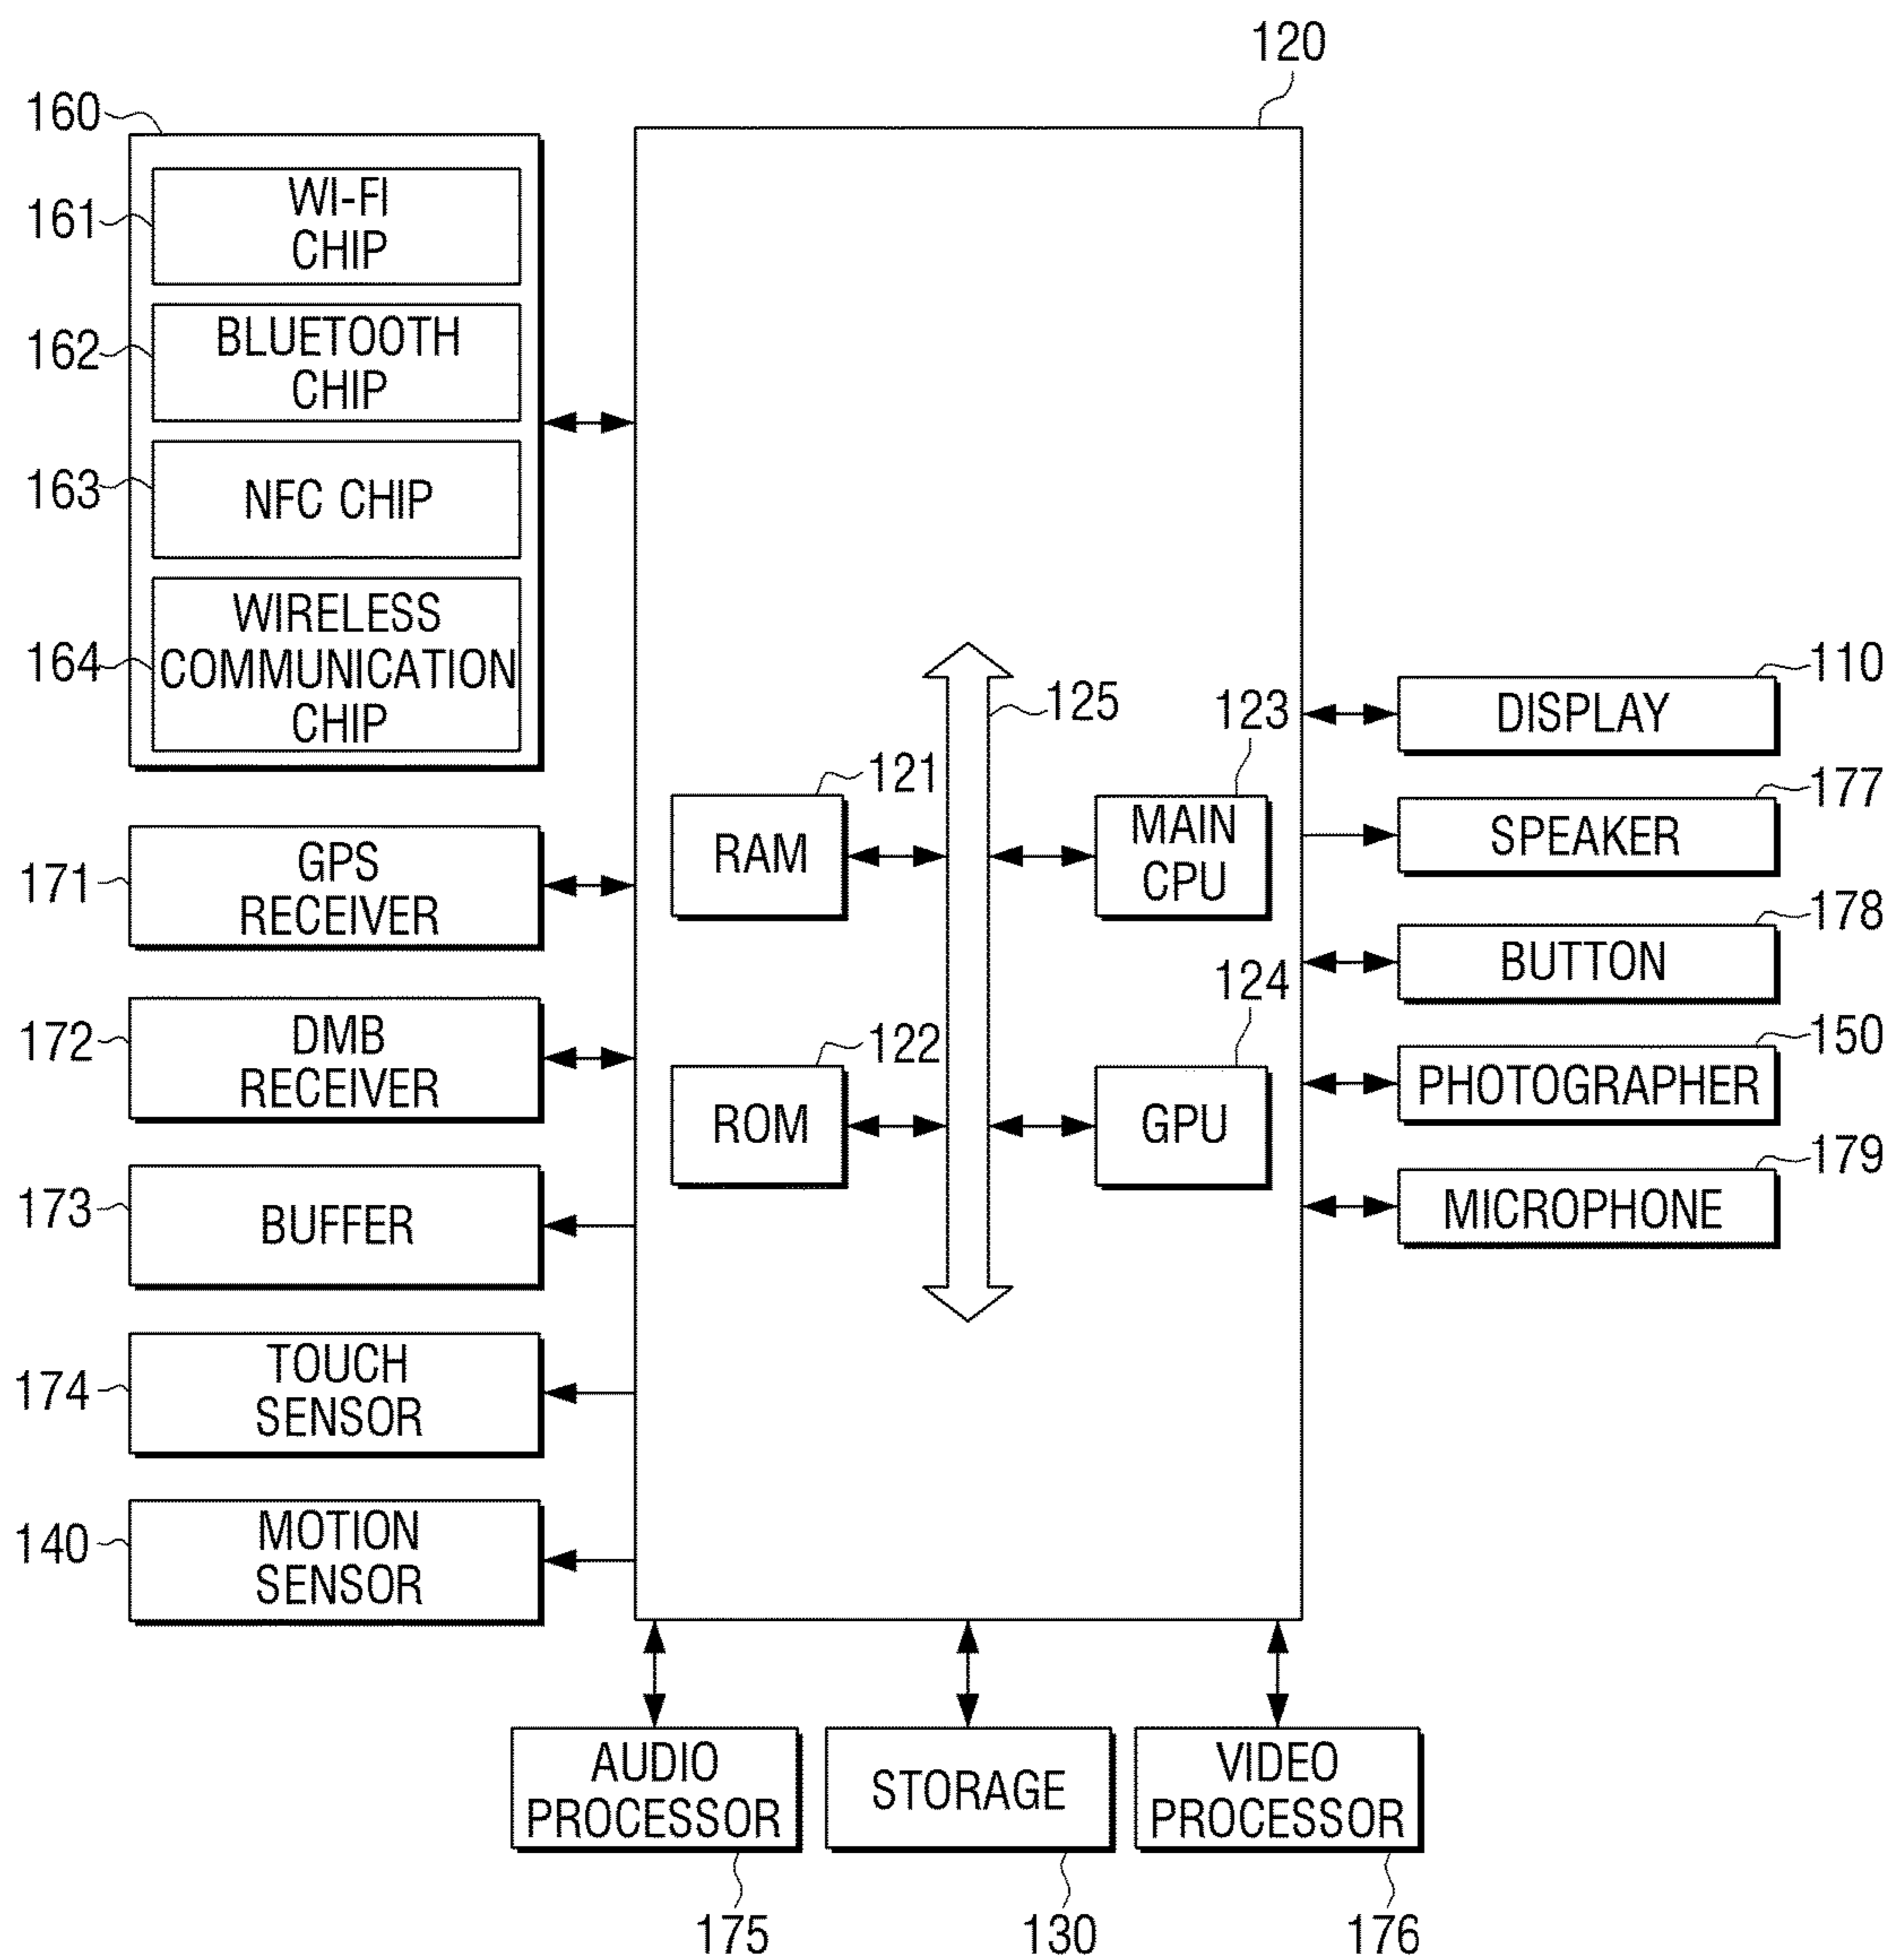 120
160
161
WI-FI
CHIP
162
BLUETOOTH
CHIP
163
NFC CHIP
164
WIRELESS
COMMUNICATION
CHIP
171
GPS
RECEIVER
172
DMB
RECEIVER
173
BUFFER
174
TOUCH
SENSOR
140
MOTION
SENSOR
125
121
RAM
123
MAIN
CPU
122
ROM
124
GPU
110
DISPLAY
177
SPEAKER
178
BUTTON
150
PHOTOGRAPHER
179
MICROPHONE
AUDIO
PROCESSOR
175
STORAGE
130
VIDEO
PROCESSOR
176